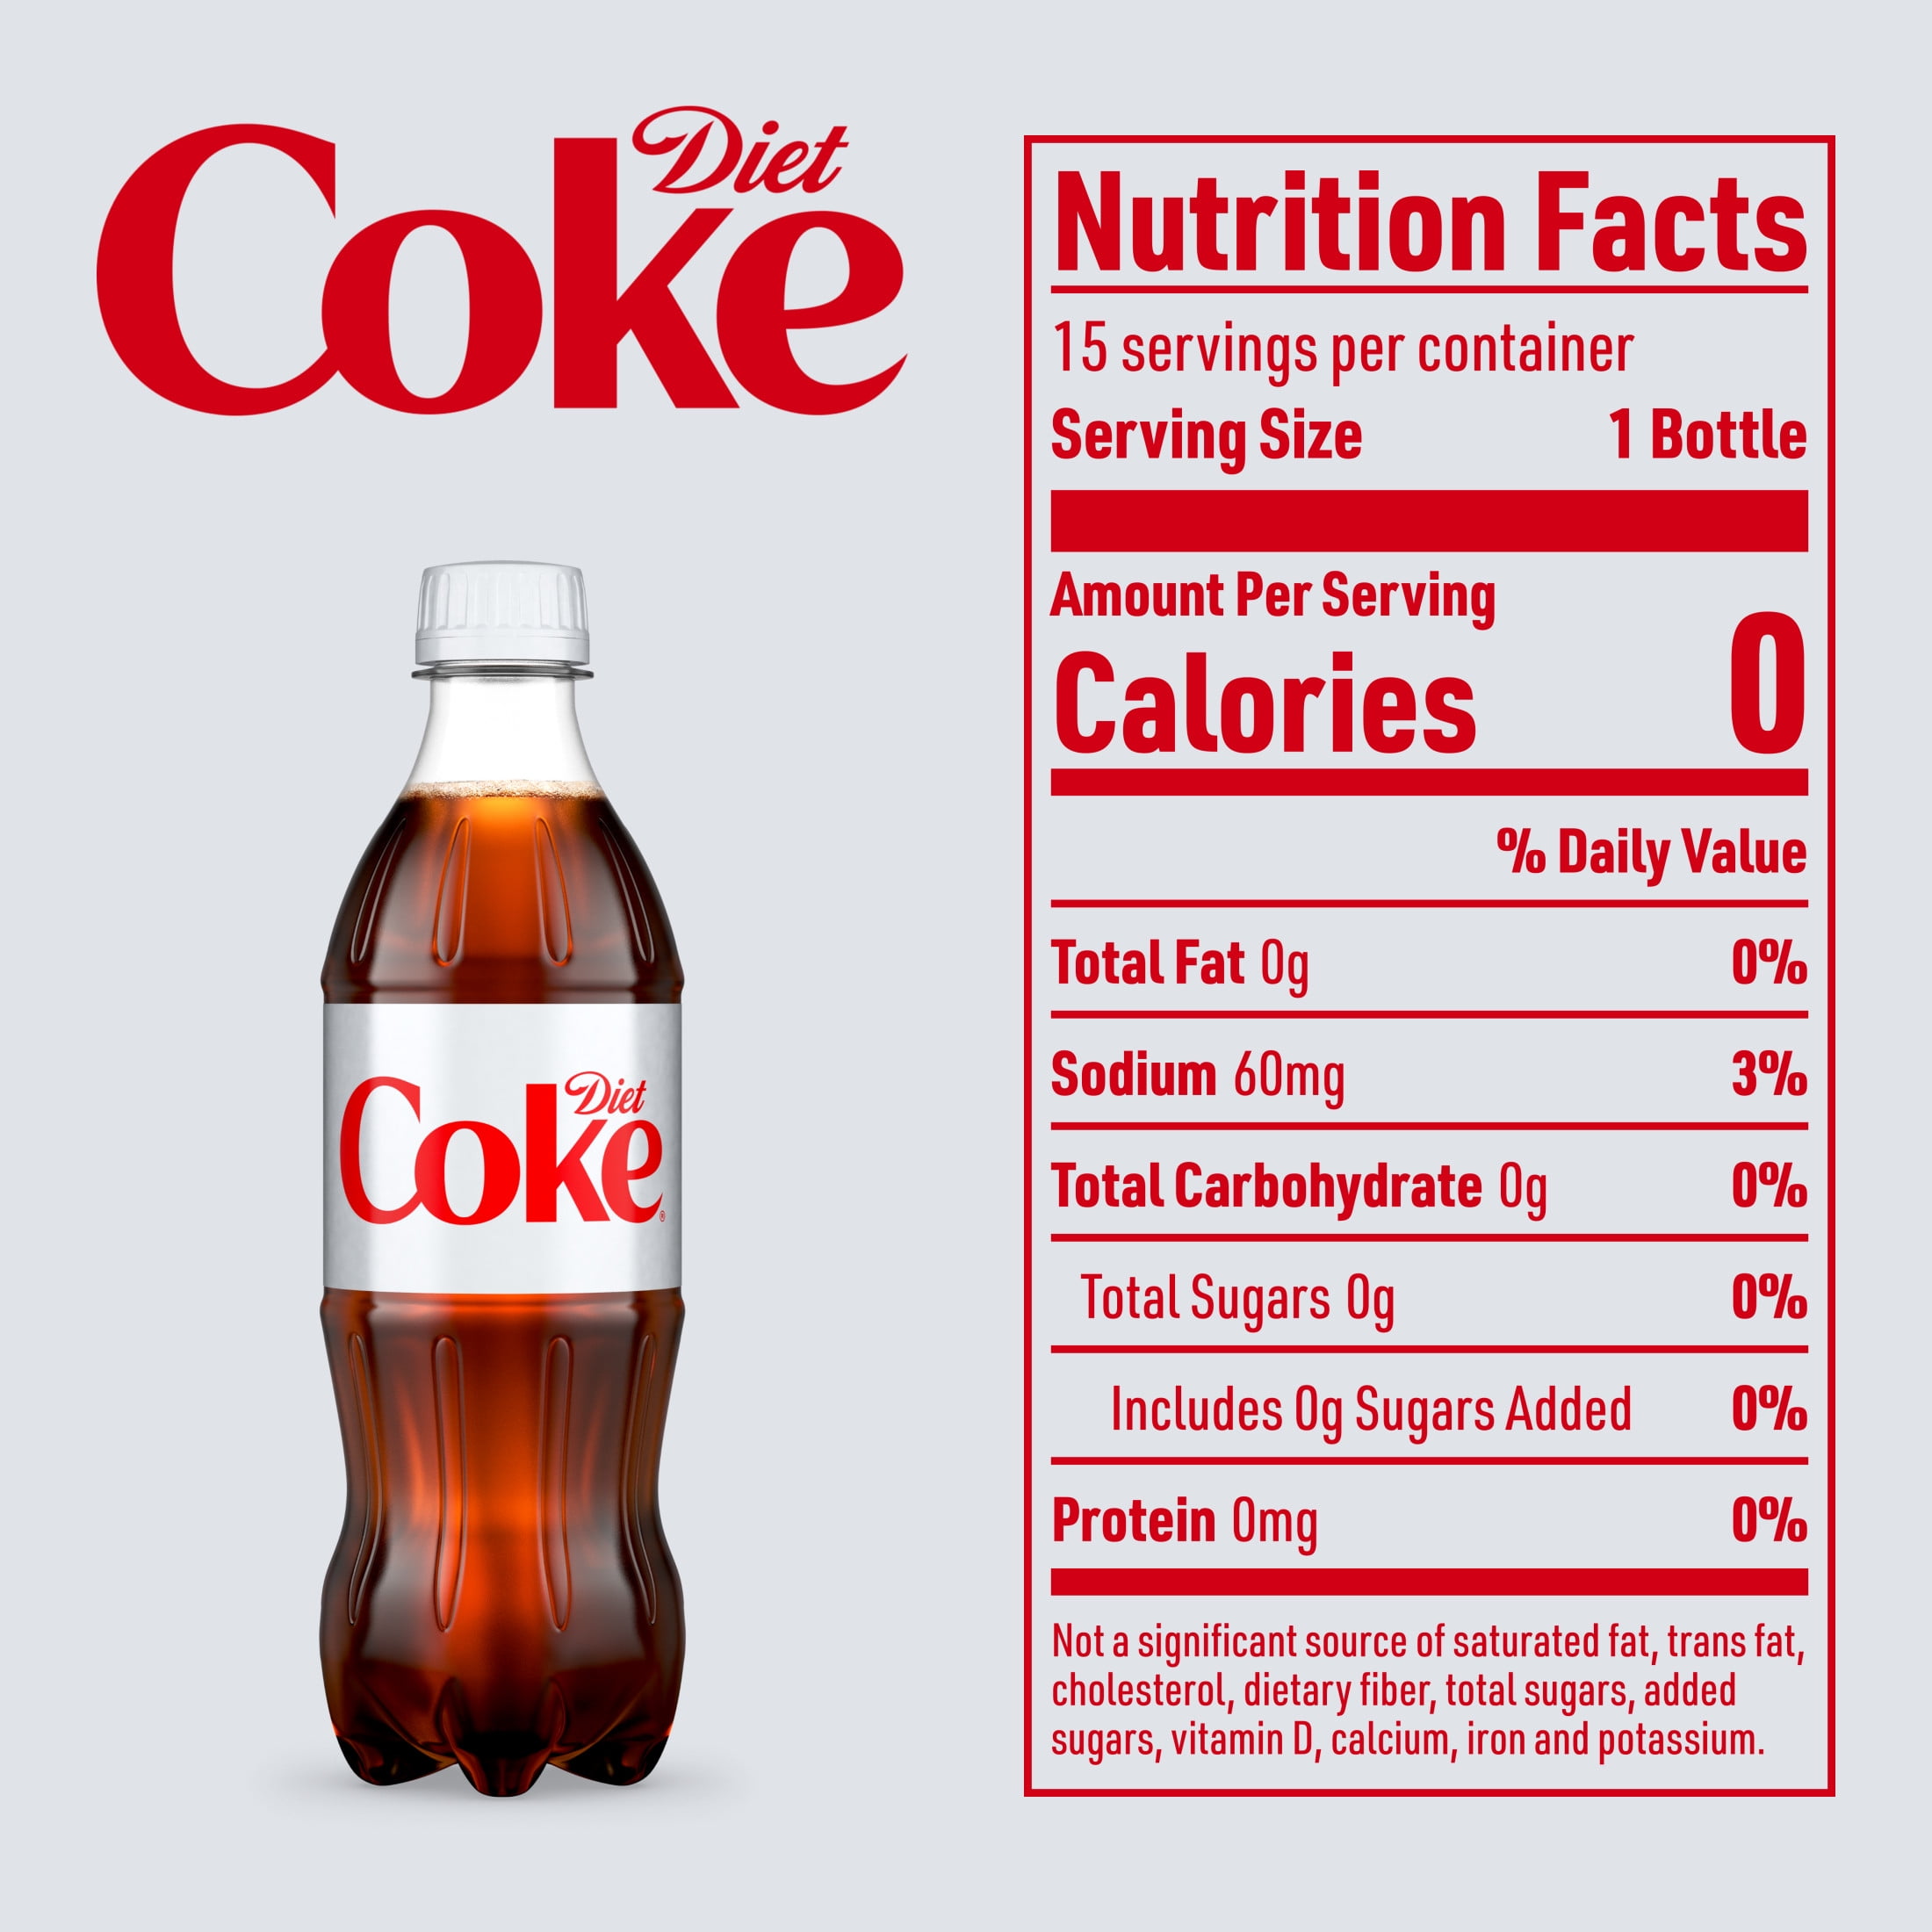 Diet
Coke
Diet
Coke®
Nutrition Facts
15 servings per container
Serving Size 1 Bottle
Amount Per Serving
Calories 0
% Daily Value
Total Fat 0g 0%
Sodium 60mg 3%
Total Carbohydrate 0g 0%
Total Sugars 0g 0%
Includes 0g Sugars Added 0%
Protein 0mg 0%
Not a significant source of saturated fat, trans fat,
cholesterol, dietary fiber, total sugars, added
sugars, vitamin D, calcium, iron and potassium.